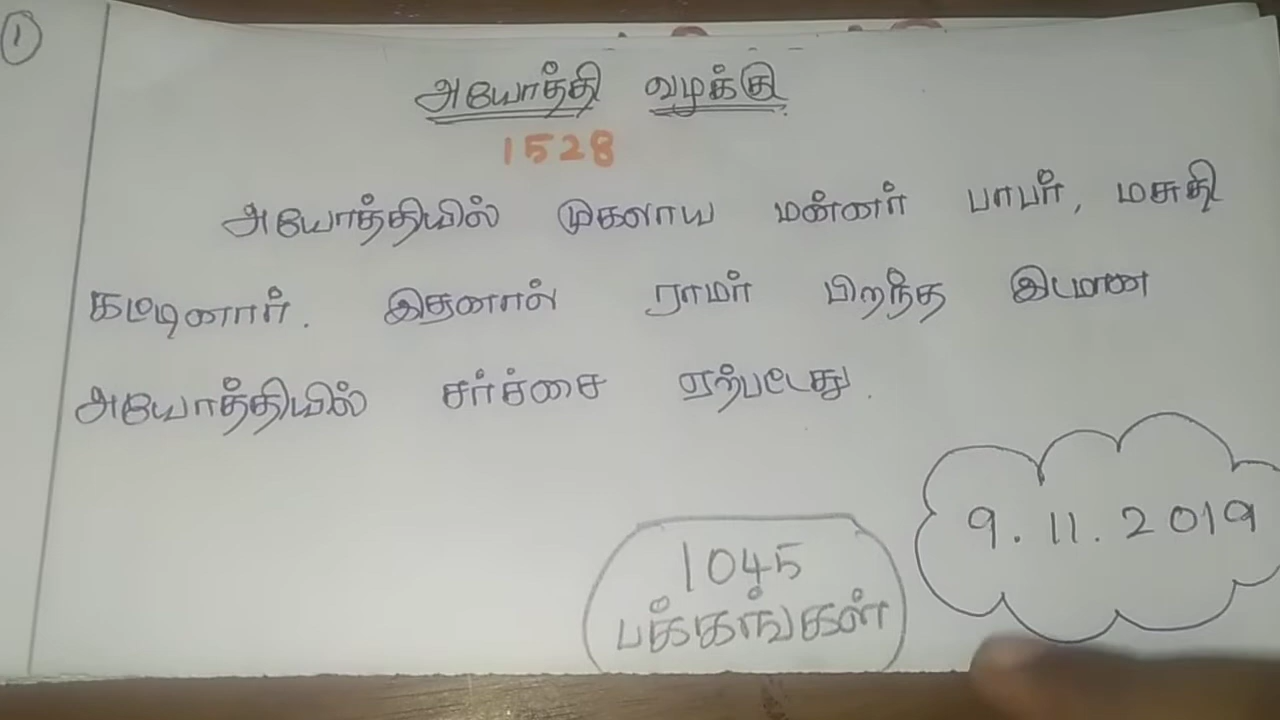 1
அயோத்தி வழக்கு
1528
அயோத்தியில் முகலாய மன்னர் பாபர், மசூதி
கட்டினார். இதனால் ராமர் பிறந்த இடமான
அயோத்தியில் சர்ச்சை ஏற்பட்டது.
9.11.2019
1045
பக்கங்கள்